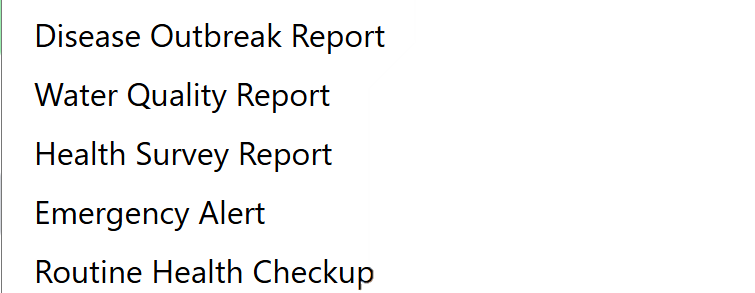 Disease Outbreak Report
Water Quality Report
Health Survey Report
Emergency Alert
Routine Health Checkup